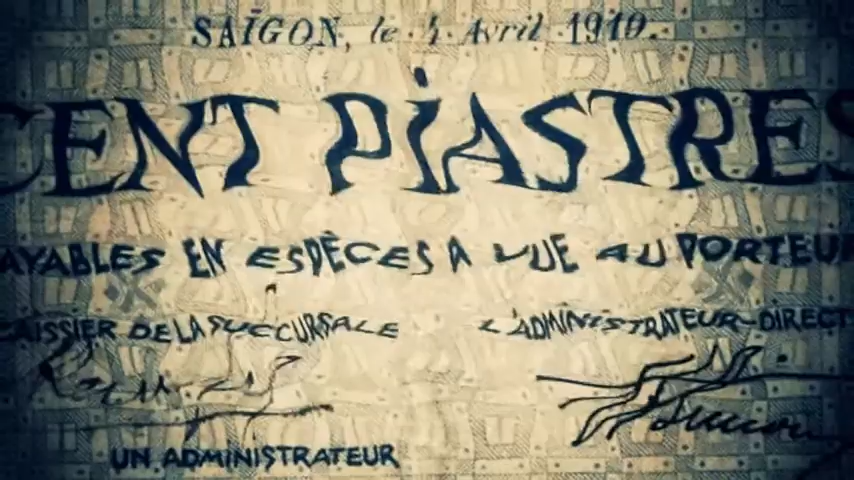 SAÏGON, le 4 Avril 1919.
CENT PIASTRES
AYABLES EN ESPÈCES A VUE AU PORTEUR
CAISSIER DE LA SUCCURSALE L'ADMINISTRATEUR-DIRECT
UN ADMINISTRATEUR